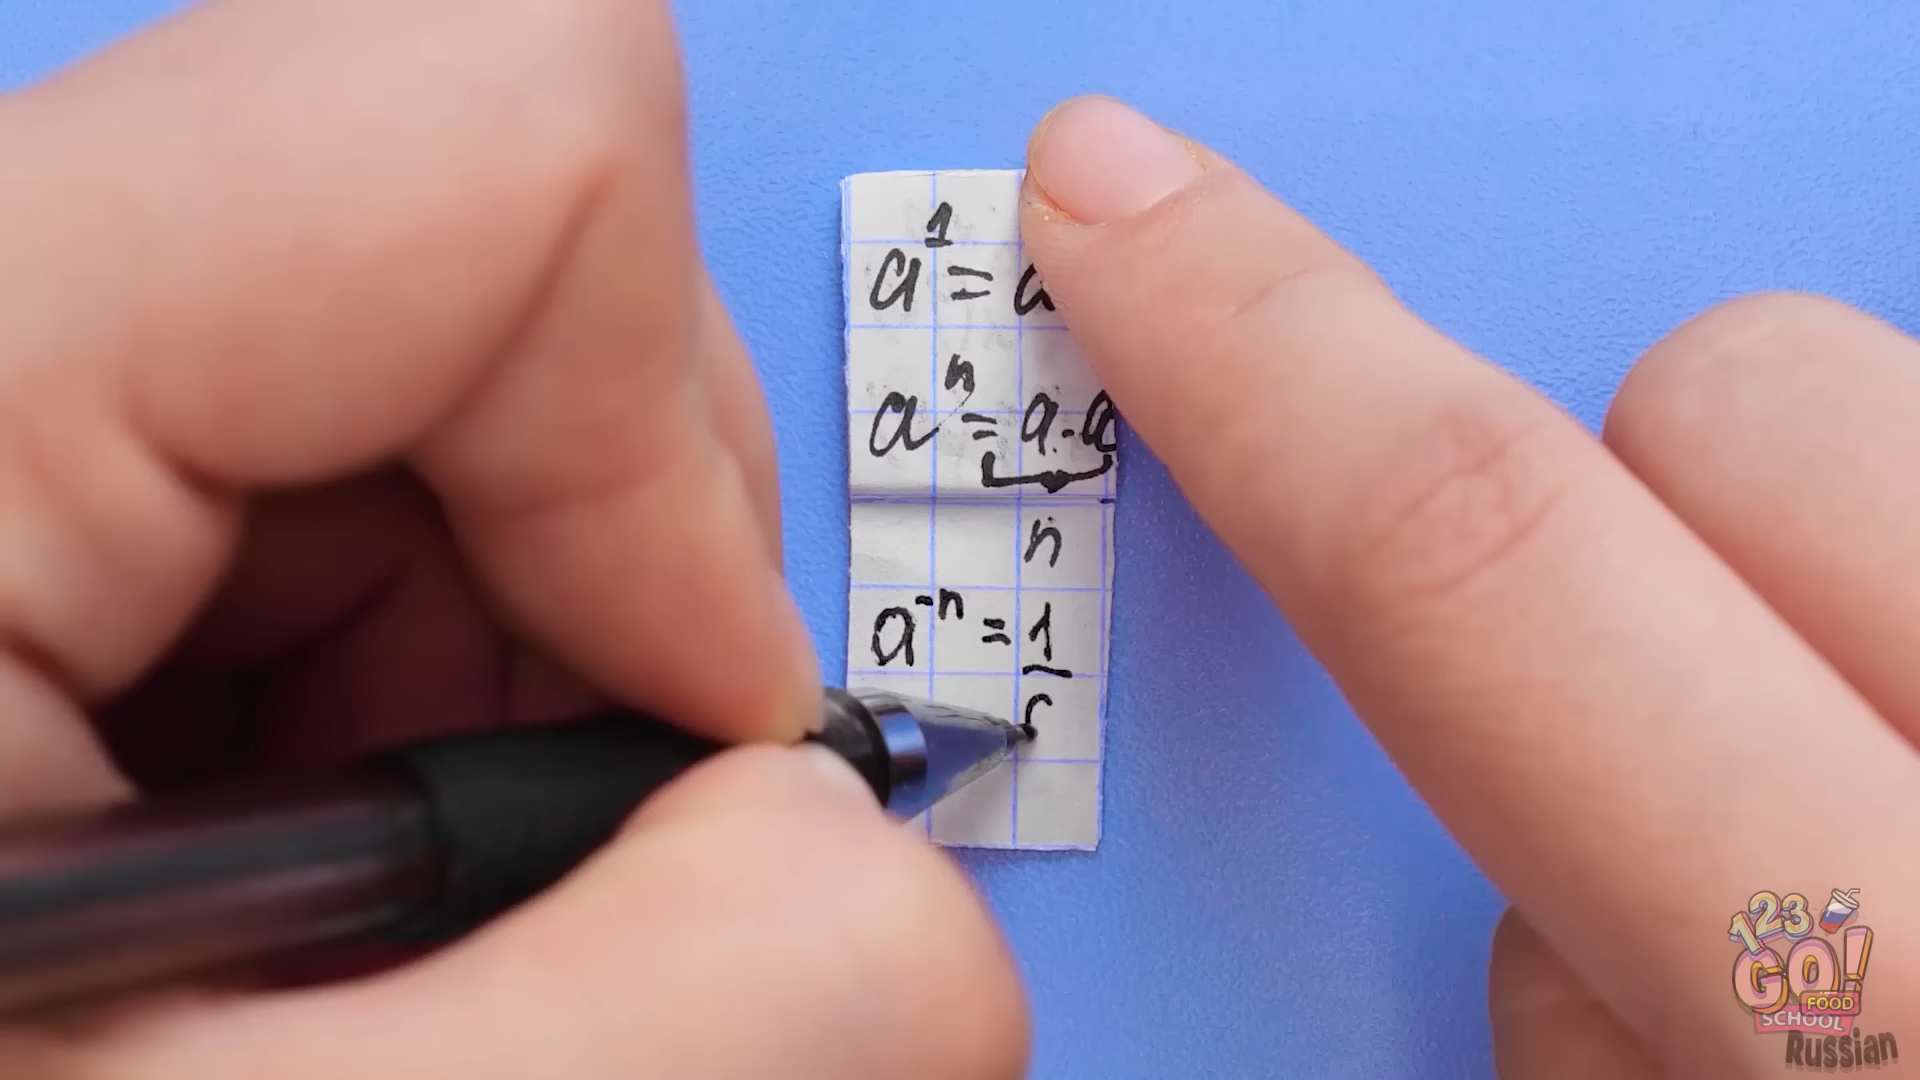 a¹ = a
aⁿ = a·a
n
a⁻ⁿ = 1
123
GO!
FOOD
SCHOOL
Russian